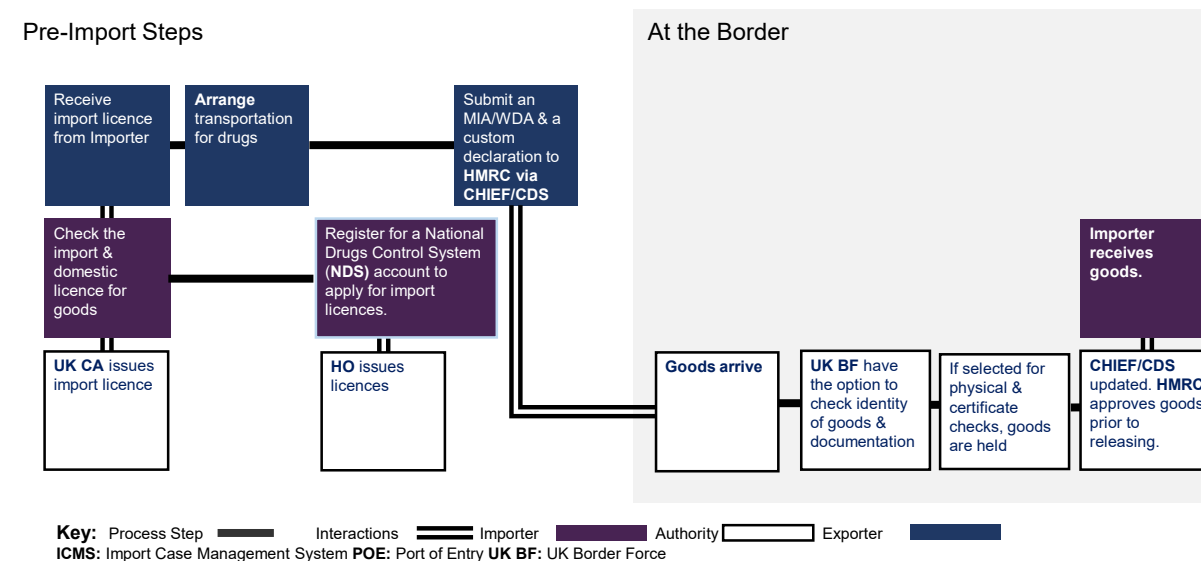 Pre-Import Steps
At the Border
Receive
import licence
from Importer
Arrange
transportation
for drugs
Submit an
MIA/WDA & a
custom
declaration to
HMRC via
CHIEF/CDS
Check the
import &
domestic
licence for
goods
Register for a National
Drugs Control System
(NDS) account to
apply for import
licences.
Importer
receives
goods.
UK CA issues
import licence
HO issues
licences
Goods arrive
UK BF have
the option to
check identity
of goods &
documentation
If selected for
physical &
certificate
checks, goods
are held
CHIEF/CDS
updated. HMRC
approves goods
prior to
releasing.
Key: Process Step Interactions Importer Authority Exporter
ICMS: Import Case Management System POE: Port of Entry UK BF: UK Border Force